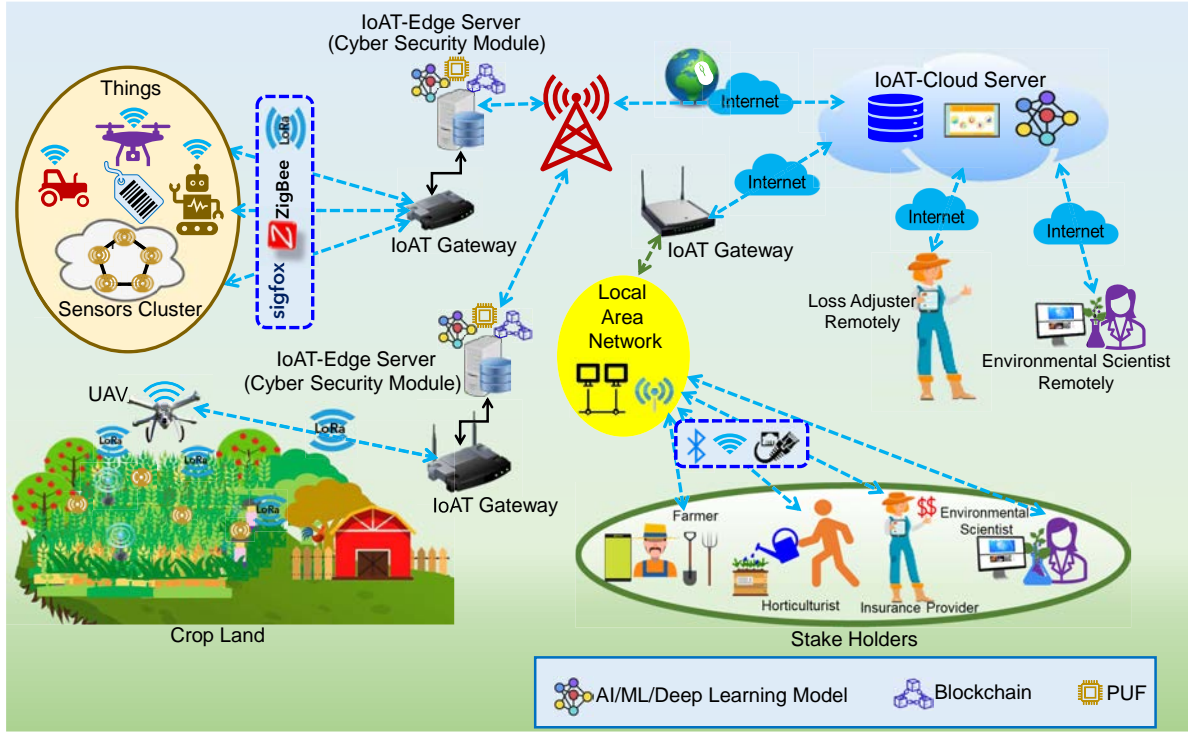 IoAT-Edge Server
(Cyber Security Module)
Things
LoRa
ZigBee
sigfox
Sensors Cluster
IoAT Gateway
Internet
IoAT-Cloud Server
Internet
IoAT Gateway
Internet
Internet
Local
Area
Network
Loss Adjuster
Remotely
Environmental Scientist
Remotely
IoAT-Edge Server
(Cyber Security Module)
UAV
LoRa
LoRa
LoRa
LoRa
IoAT Gateway
Crop Land
Farmer
Horticulturist
$$
Insurance Provider
Environmental
Scientist
Stake Holders
AI/ML/Deep Learning Model
Blockchain
PUF